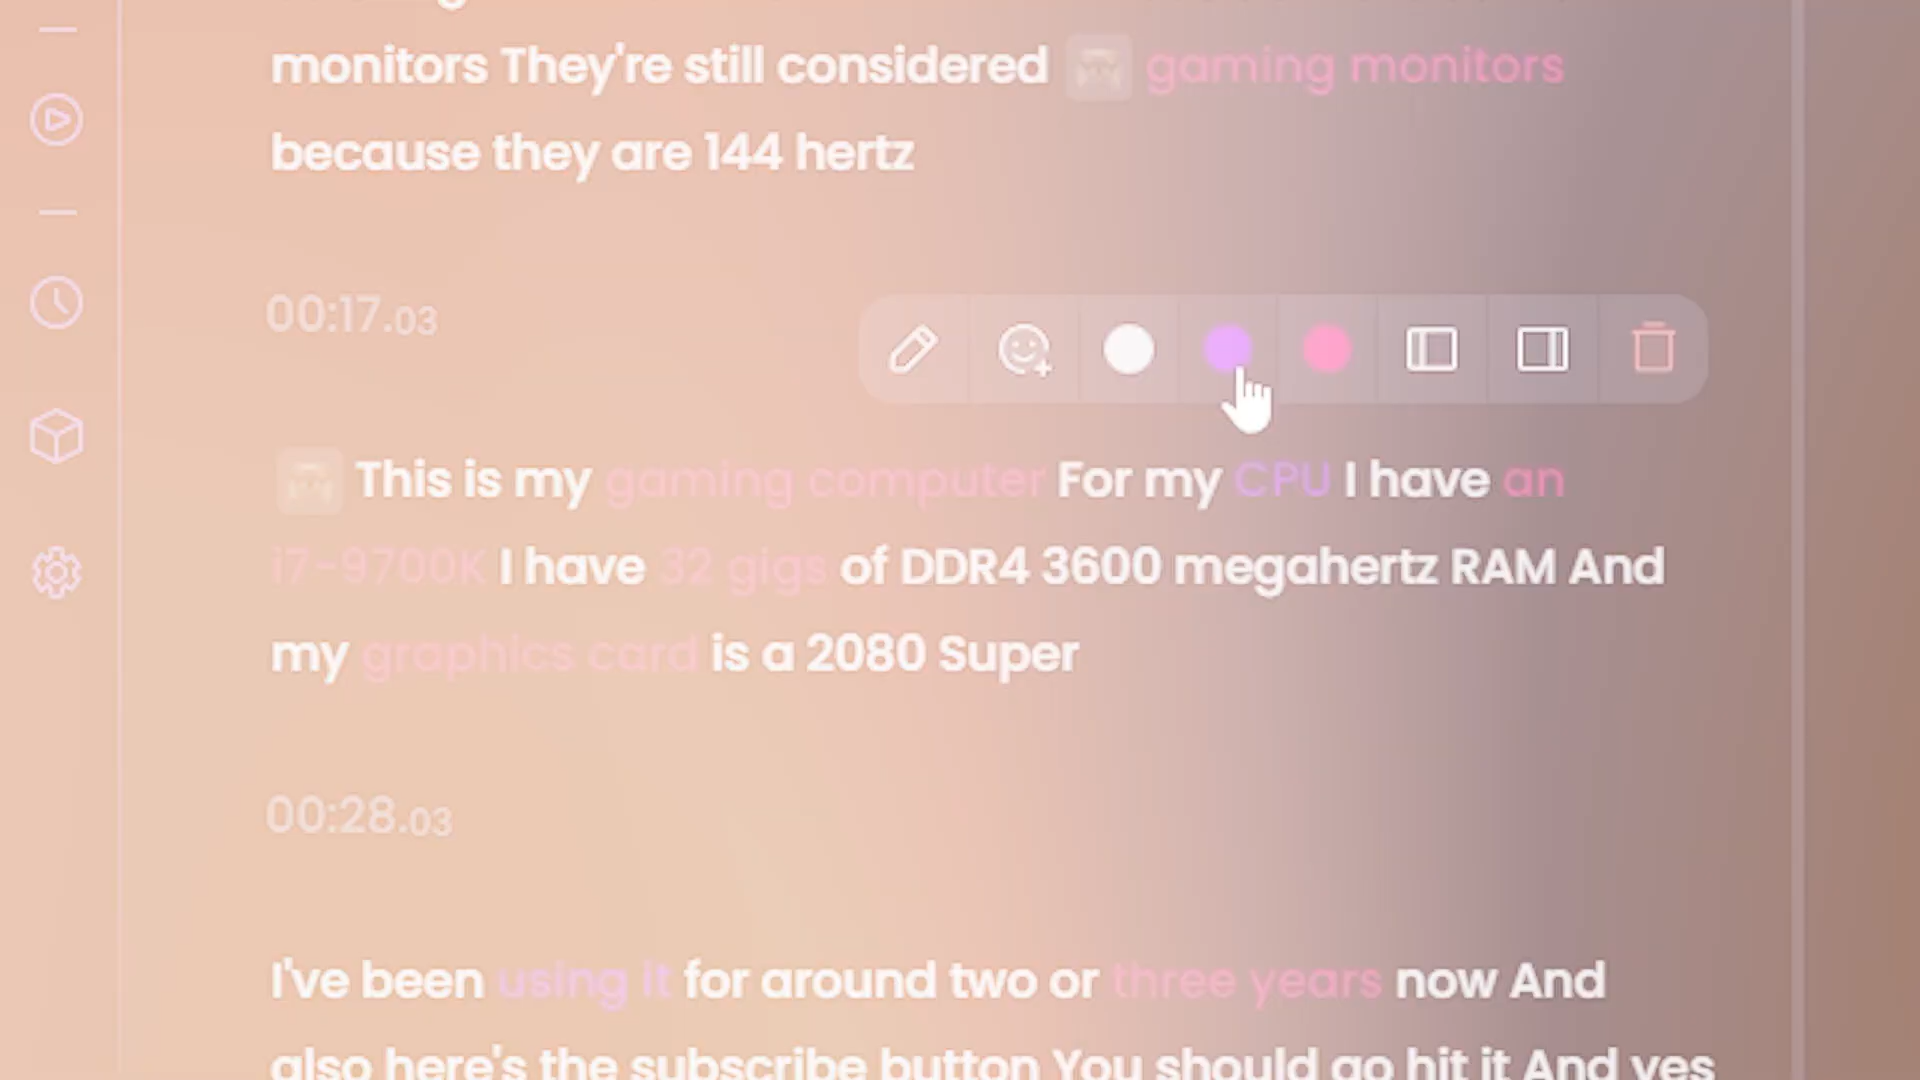 monitors They're still considered gaming monitors
because they are 144 hertz
00:17.03
This is my gaming computer For my CPU I have an
i7-9700K I have 32 gigs of DDR4 3600 megahertz RAM And
my graphics card is a 2080 Super
00:28.03
I've been using it for around two or three years now And
also here's the subscribe button You should go hit it And yes